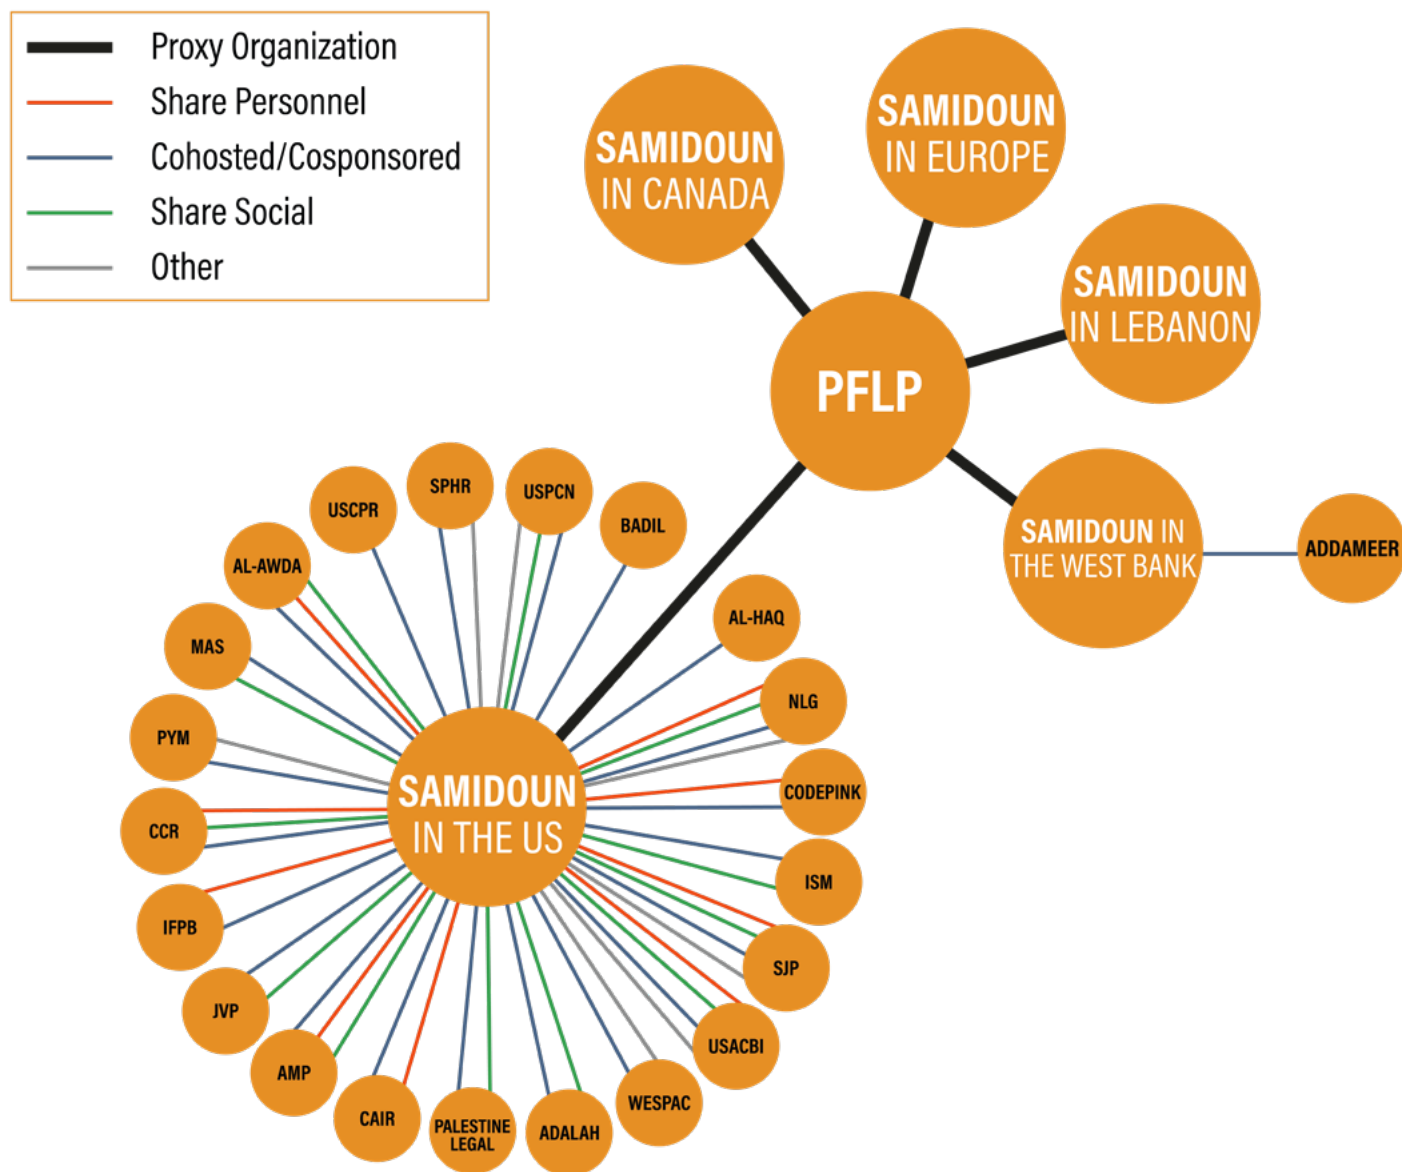 Proxy Organization
Share Personnel
Cohosted/Cosponsored
Share Social
Other
SAMIDOUN
IN CANADA
SAMIDOUN
IN EUROPE
SAMIDOUN
IN LEBANON
PFLP
SAMIDOUN IN
THE WEST BANK
ADDAMEER
USCPR
SPHR
USPCN
BADIL
AL-AWDA
AL-HAQ
MAS
NLG
PYM
CODEPINK
SAMIDOUN
IN THE US
CCR
ISM
IFPB
SJP
JVP
USACBI
AMP
WESPAC
CAIR
PALESTINE
LEGAL
ADALAH